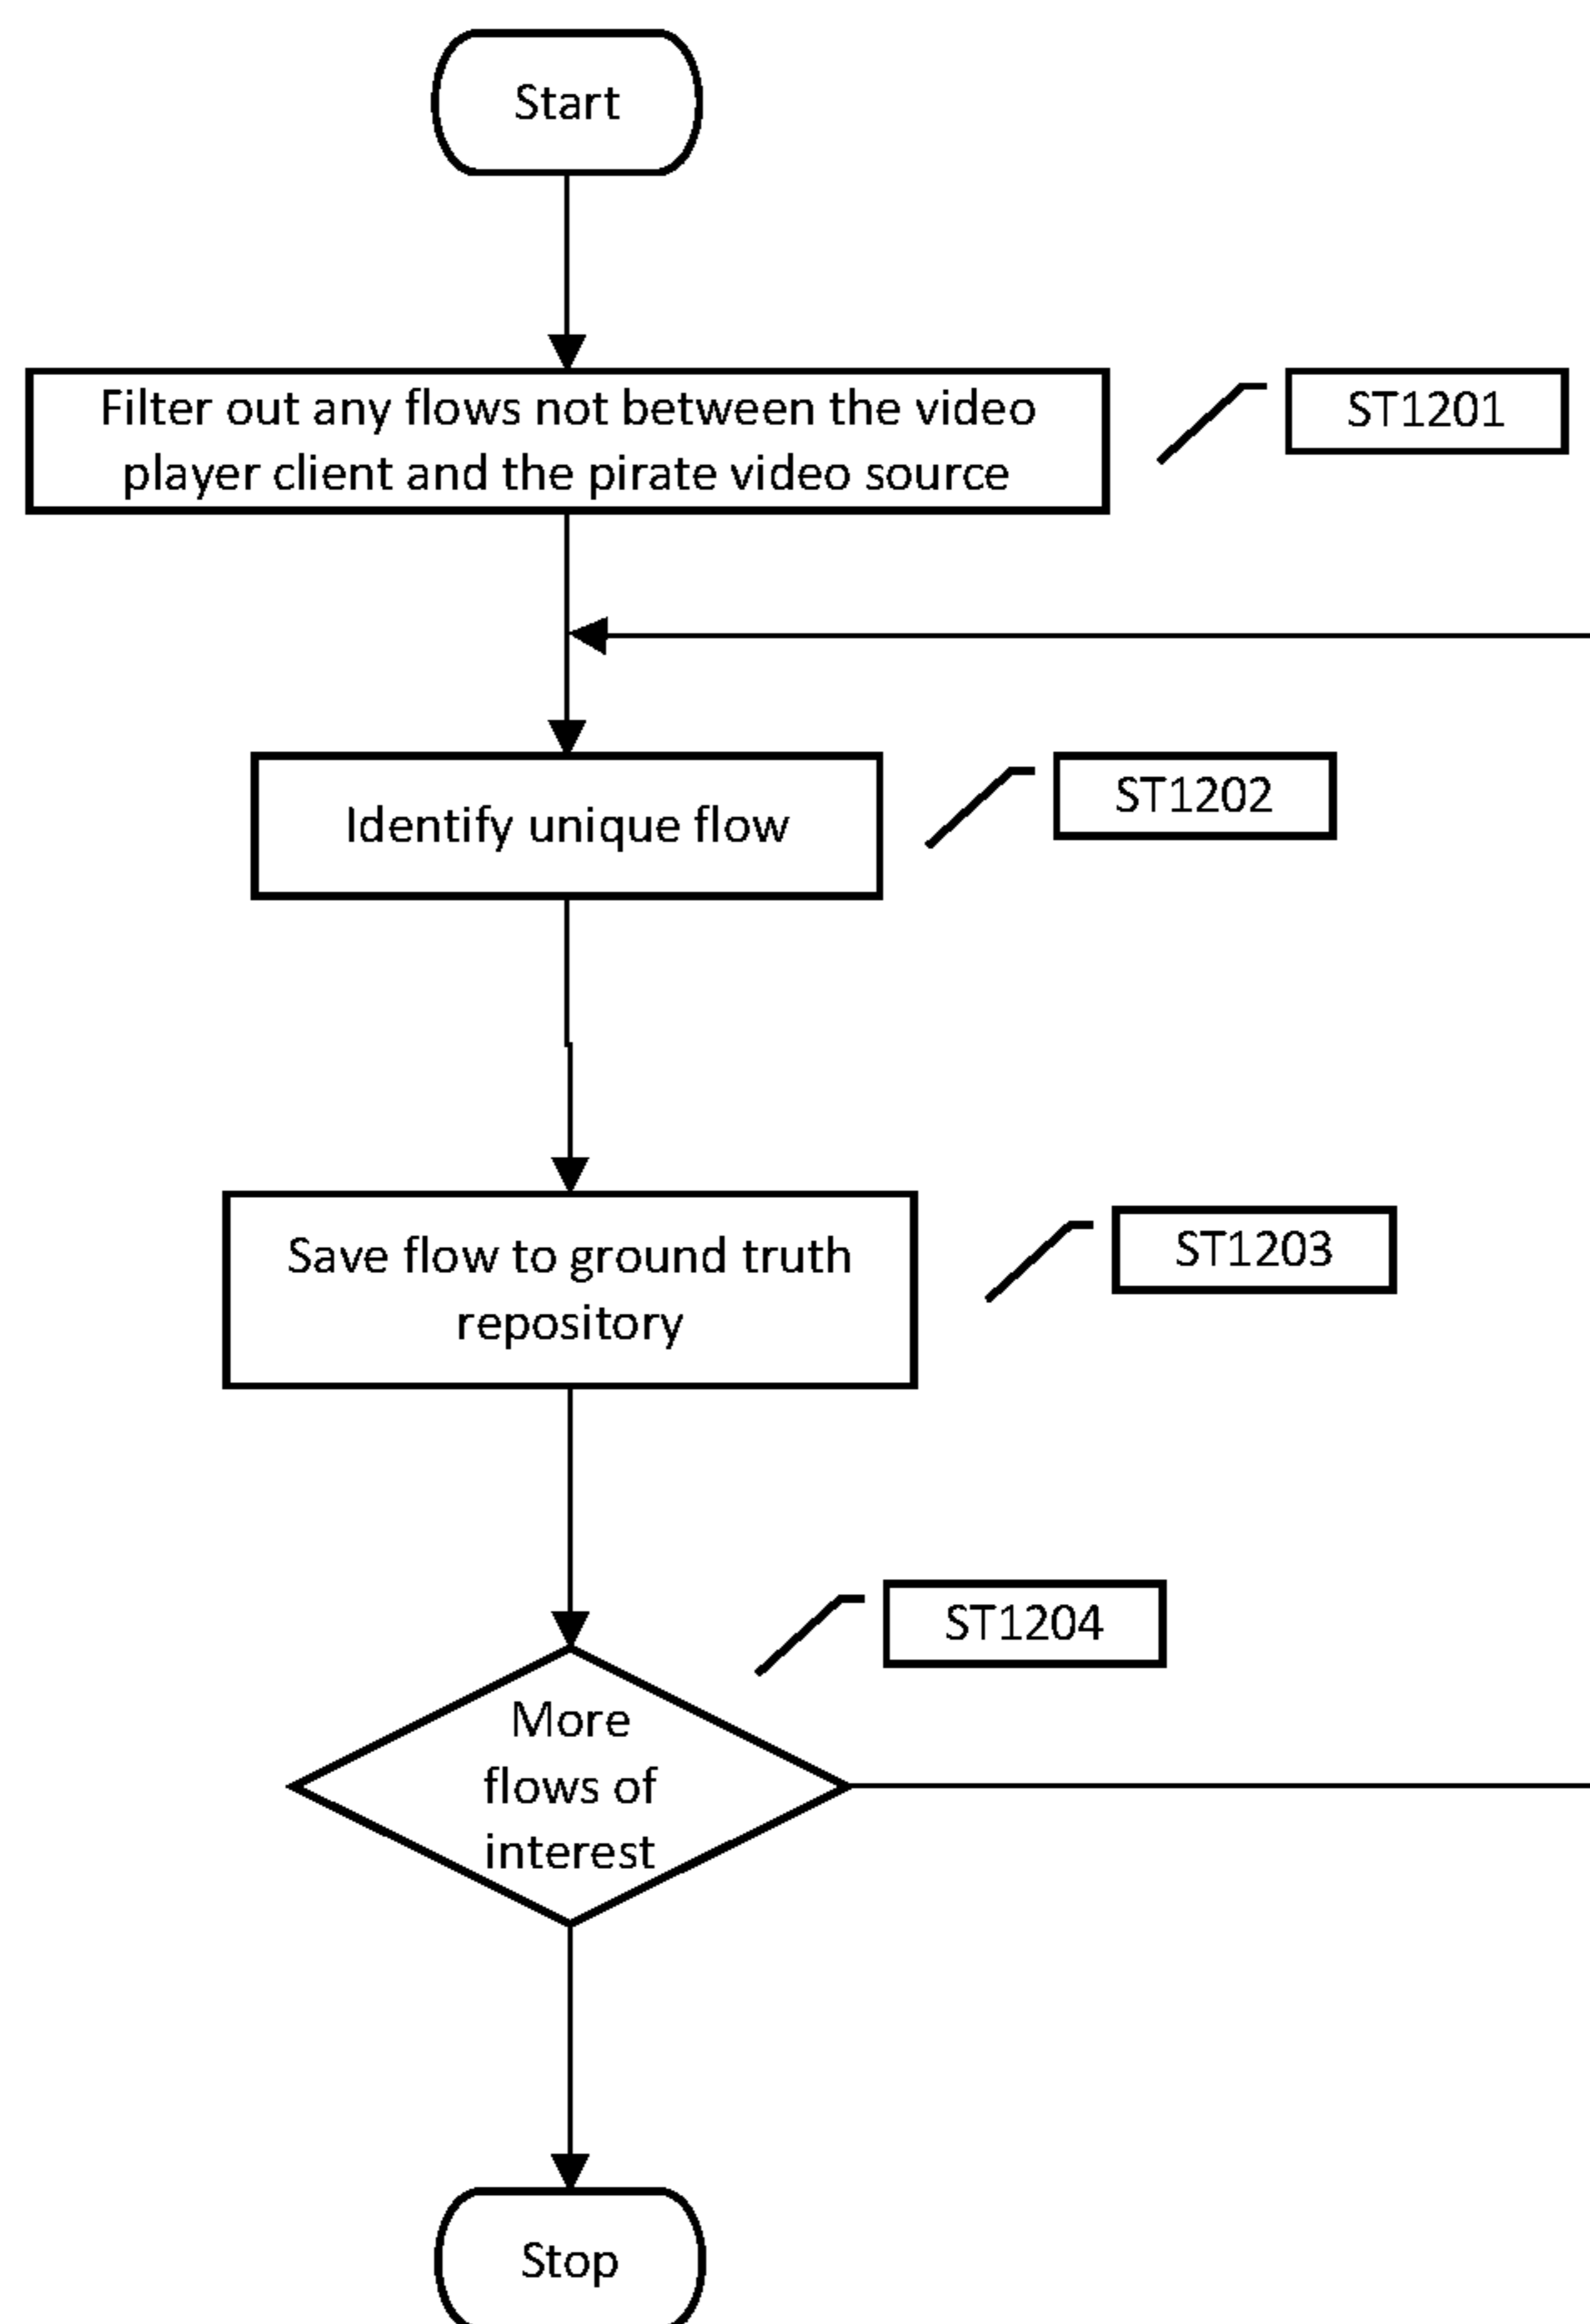 Start
Filter out any flows not between the video
player client and the pirate video source
ST1201
Identify unique flow
ST1202
Save flow to ground truth
repository
ST1203
ST1204
More
flows of
interest
Stop